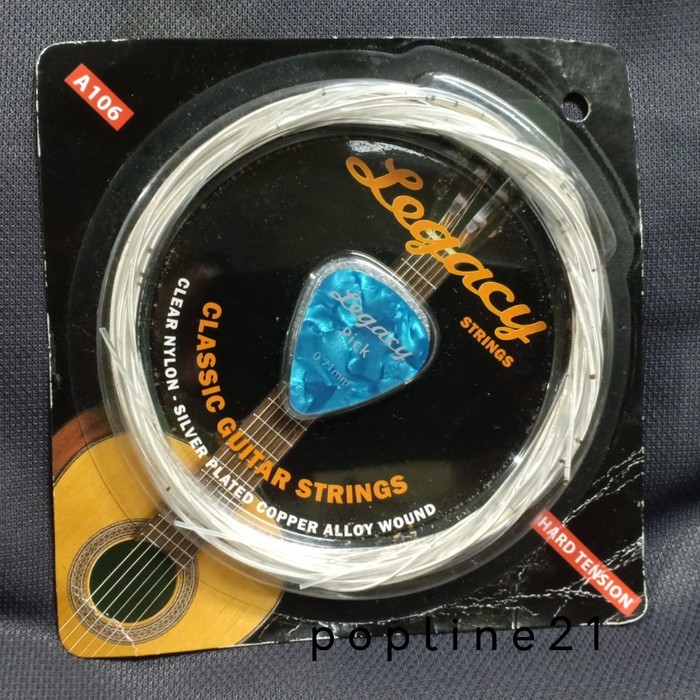 A106
Legacy
STRINGS
Legacy
Pick
0.71mm
CLASSIC GUITAR STRINGS
CLEAR NYLON - SILVER PLATED COPPER ALLOY WOUND
HARD TENSION
popline21